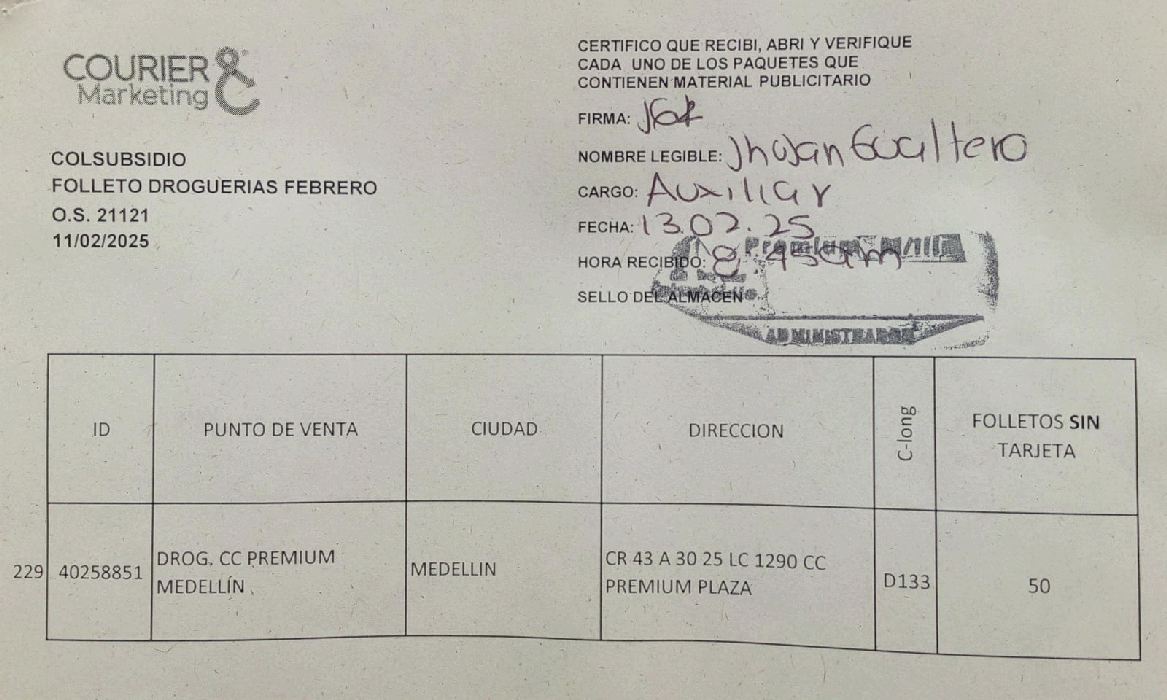 COURIER &
Marketing
COLSUBSIDIO
FOLLETO DROGUERIAS FEBRERO
O.S. 21121
11/02/2025
CERTIFICO QUE RECIBI, ABRI Y VERIFIQUE
CADA UNO DE LOS PAQUETES QUE
CONTIENEN MATERIAL PUBLICITARIO
FIRMA:
NOMBRE LEGIBLE: Jhojan Gualtero
CARGO: Auxiliar
FECHA: 13.02.25
HORA RECIBIDO: 8 45am
SELLO DEL ALMACEN
Premium
ADMINISTRADOR
ID PUNTO DE VENTA CIUDAD DIRECCION C-long FOLLETOS SIN
TARJETA
229 40258851 DROG. CC PREMIUM
MEDELLÍN
MEDELLIN
CR 43 A 30 25 LC 1290 CC
PREMIUM PLAZA
D133
50